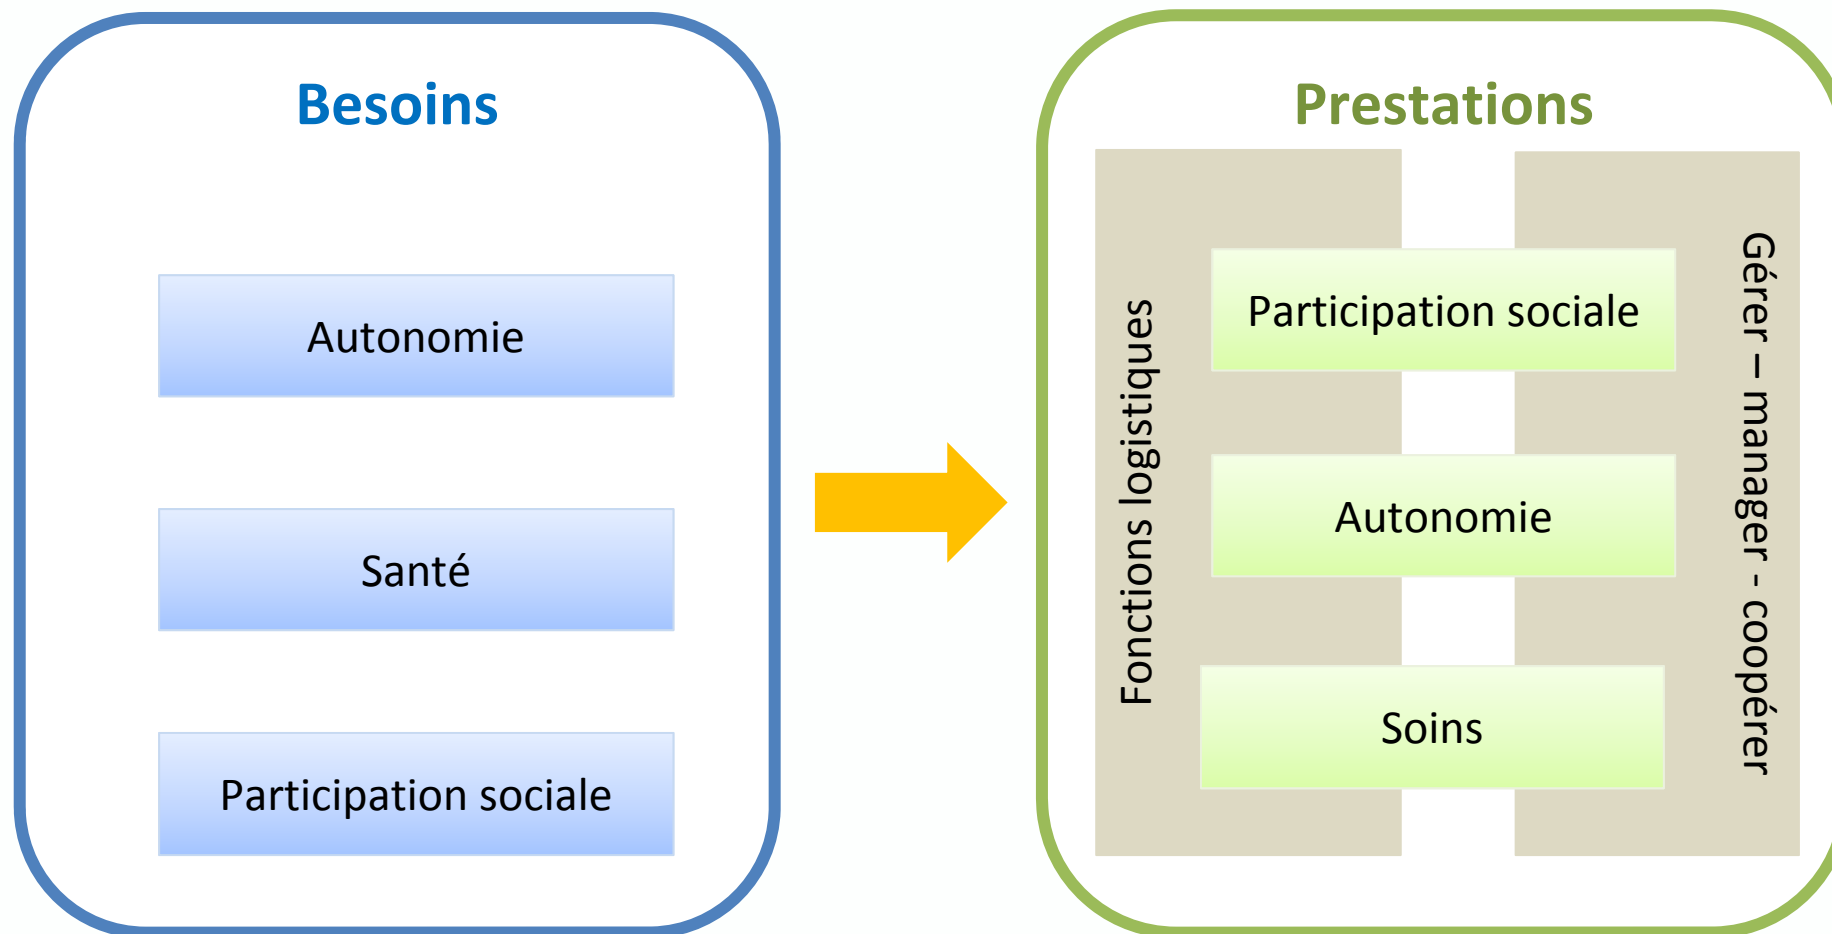 Besoins
Autonomie
Santé
Participation sociale
Prestations
Fonctions logistiques
Participation sociale
Autonomie
Soins
Gérer – manager - coopérer